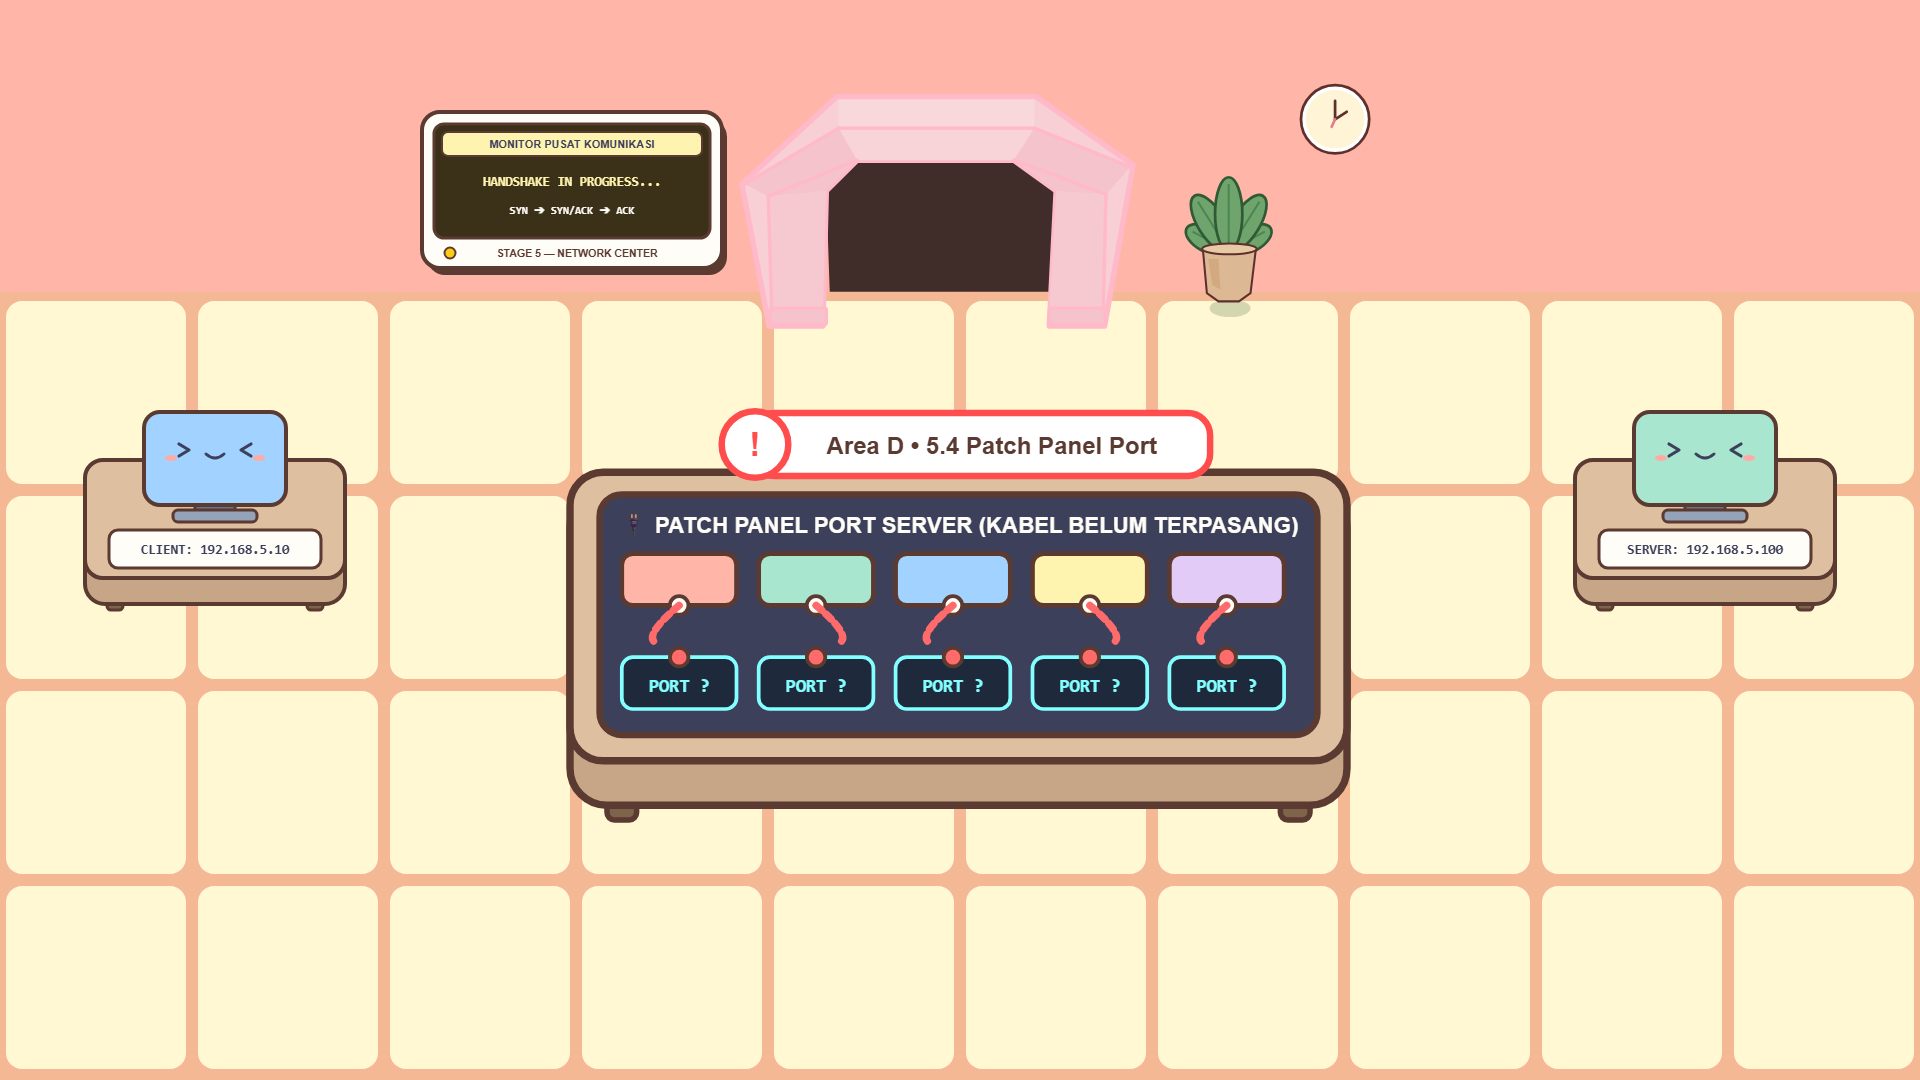 MONITOR PUSAT KOMUNIKASI
HANDSHAKE IN PROGRESS...
SYN ➔ SYN/ACK ➔ ACK
STAGE 5 — NETWORK CENTER
! Area D • 5.4 Patch Panel Port
PATCH PANEL PORT SERVER (KABEL BELUM TERPASANG)
PORT ? PORT ? PORT ? PORT ? PORT ?
CLIENT: 192.168.5.10
SERVER: 192.168.5.100